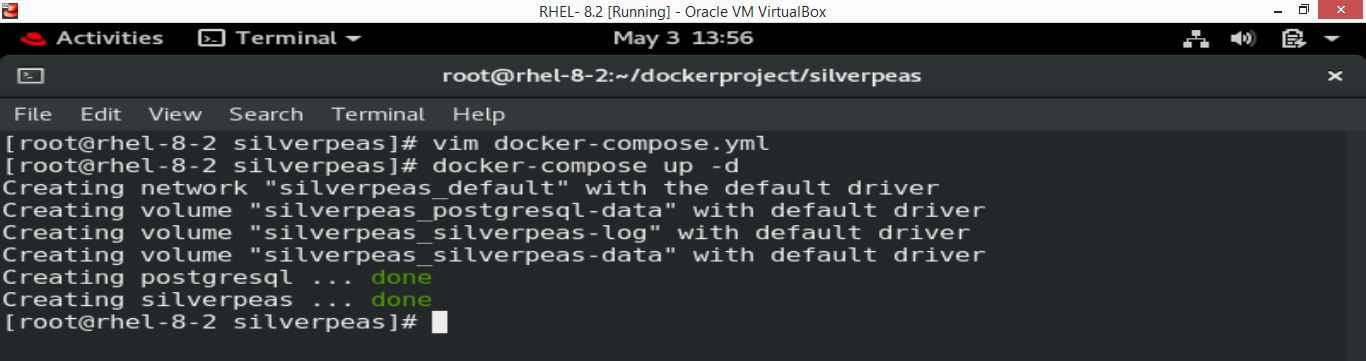 RHEL- 8.2 [Running] - Oracle VM VirtualBox
Activities Terminal May 3 13:56
root@rhel-8-2:~/dockerproject/silverpeas
File Edit View Search Terminal Help
[root@rhel-8-2 silverpeas]# vim docker-compose.yml
[root@rhel-8-2 silverpeas]# docker-compose up -d
Creating network "silverpeas_default" with the default driver
Creating volume "silverpeas_postgresql-data" with default driver
Creating volume "silverpeas_silverpeas-log" with default driver
Creating volume "silverpeas_silverpeas-data" with default driver
Creating postgresql ... done
Creating silverpeas ... done
[root@rhel-8-2 silverpeas]#